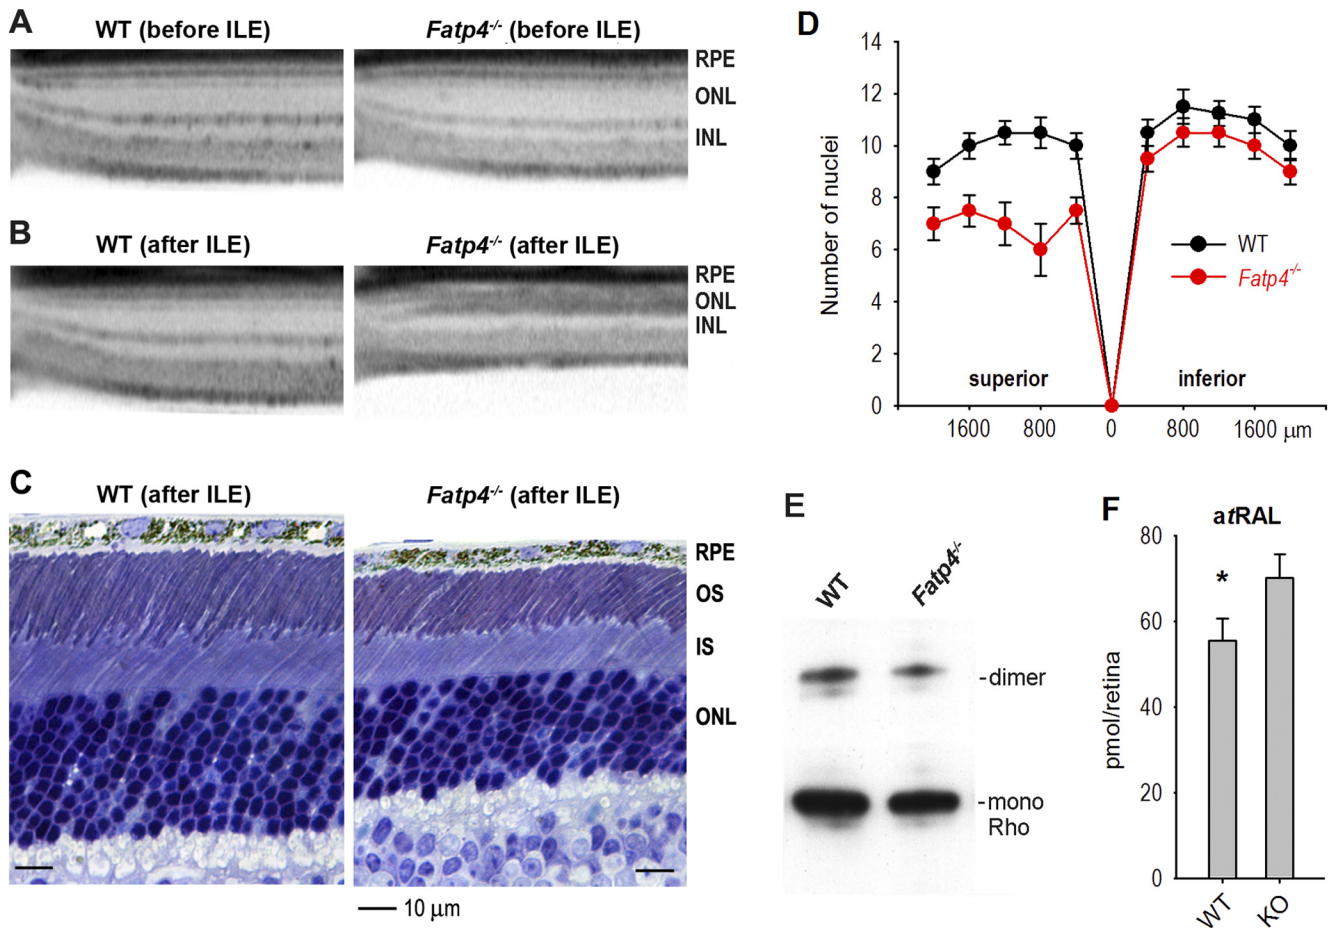 A
WT (before ILE)
Fatp4-/- (before ILE)
RPE
ONL
INL
B
WT (after ILE)
Fatp4-/- (after ILE)
RPE
ONL
INL
C
WT (after ILE)
Fatp4-/- (after ILE)
RPE
OS
IS
ONL
10 μm
D
Number of nuclei
14
12
10
8
6
4
2
0
WT
Fatp4-/-
superior
inferior
1600 800 0 800 1600 μm
E
WT
Fatp4-/-
-dimer
-mono
Rho
F
atRAL
pmol/retina
80
60
40
20
0
*
WT
KO